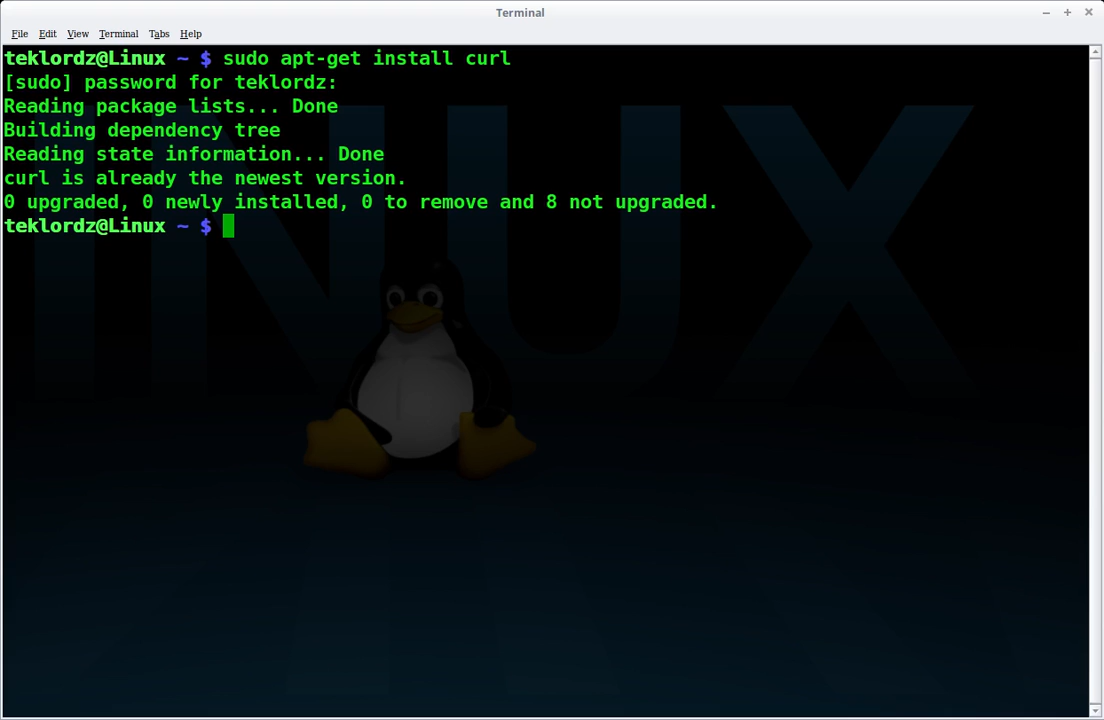 Terminal
File Edit View Terminal Tabs Help
teklordz@Linux ~ $ sudo apt-get install curl
[sudo] password for teklordz:
Reading package lists... Done
Building dependency tree
Reading state information... Done
curl is already the newest version.
0 upgraded, 0 newly installed, 0 to remove and 8 not upgraded.
teklordz@Linux ~ $
INUX